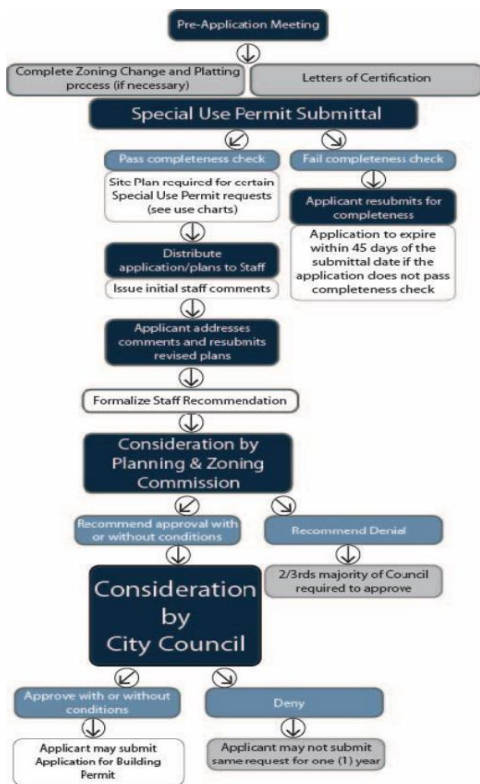 Pre-Application Meeting
Complete Zoning Change and Platting
process (if necessary)
Letters of Certification
Special Use Permit Submittal
Pass completeness check
Fail completeness check
Site Plan required for certain
Special Use Permit requests
(see use charts)
Applicant resubmits for
completeness
Application to expire
within 45 days of the
submittal date if the
application does not pass
completeness check
Distribute
application/plans to Staff
Issue initial staff comments
Applicant addresses
comments and resubmits
revised plans
Formalize Staff Recommendation
Consideration by
Planning & Zoning
Commission
Recommend approval with
or without conditions
Recommend Denial
2/3rds majority of Council
required to approve
Consideration
by
City Council
Approve with or without
conditions
Deny
Applicant may submit
Application for Building
Permit
Applicant may not submit
same request for one (1) year